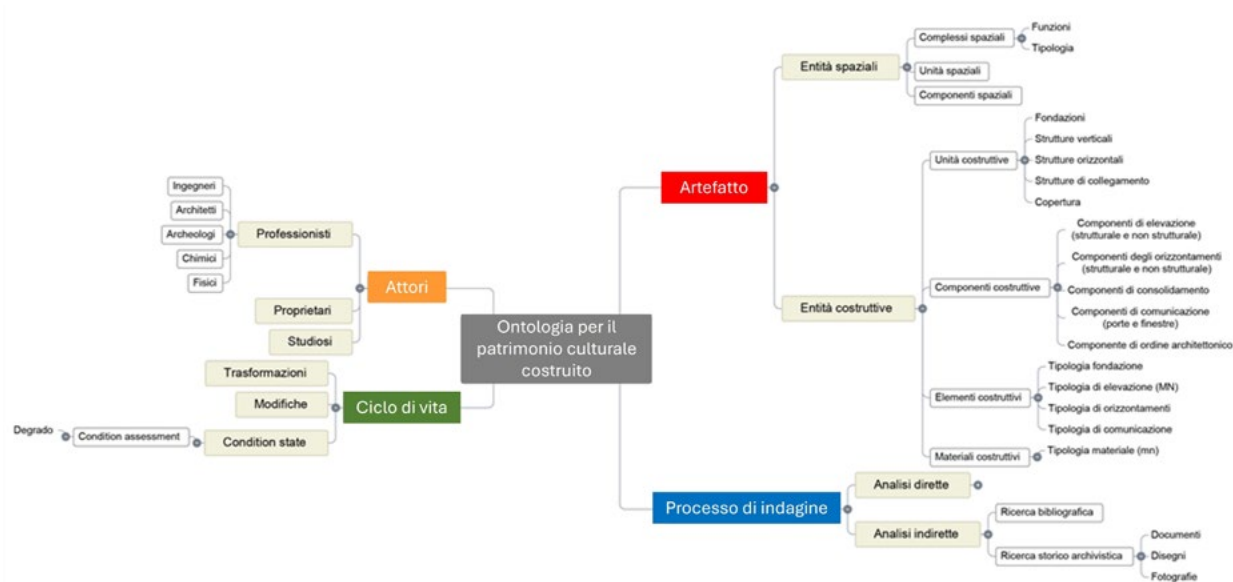 Ontologia per il
patrimonio culturale
costruito
Attori
Professionisti
Ingegneri
Architetti
Archeologi
Chimici
Fisici
Proprietari
Studiosi
Ciclo di vita
Trasformazioni
Modifiche
Condition state
Condition assessment
Degrado
Artefatto
Entità spaziali
Complessi spaziali
Funzioni
Tipologia
Unità spaziali
Componenti spaziali
Entità costruttive
Unità costruttive
Fondazioni
Strutture verticali
Strutture orizzontali
Strutture di collegamento
Copertura
Componenti costruttive
Componenti di elevazione
(strutturale e non strutturale)
Componenti degli orizzontamenti
(strutturale e non strutturale)
Componenti di consolidamento
Componenti di comunicazione
(porte e finestre)
Componente di ordine architettonico
Elementi costruttivi
Tipologia fondazione
Tipologia di elevazione (MN)
Tipologia di orizzontamenti
Tipologia di comunicazione
Materiali costruttivi
Tipologia materiale (mn)
Processo di indagine
Analisi dirette
Analisi indirette
Ricerca bibliografica
Ricerca storico archivistica
Documenti
Disegni
Fotografie